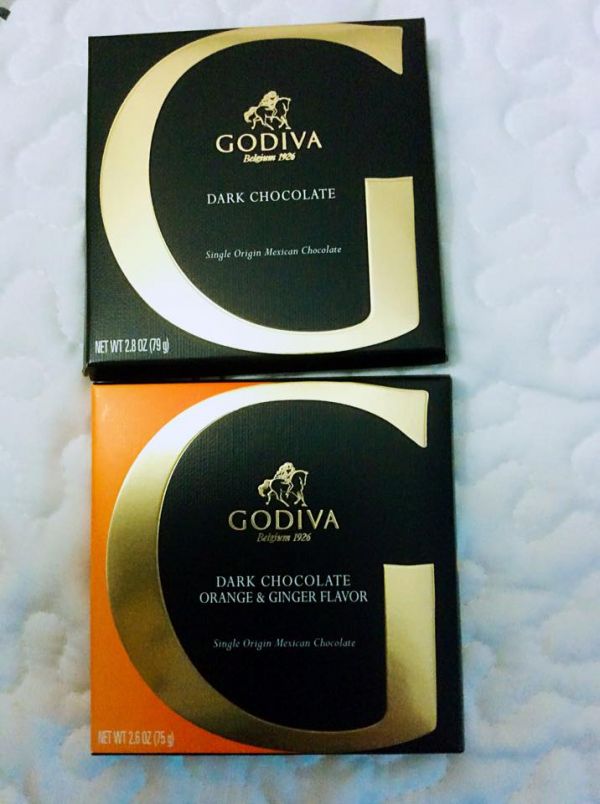 GODIVA
Belgium 1926
DARK CHOCOLATE
Single Origin Mexican Chocolate
NET WT 2.8 OZ (79 g)
GODIVA
Belgium 1926
DARK CHOCOLATE
ORANGE & GINGER FLAVOR
Single Origin Mexican Chocolate
NET WT 2.6 OZ (75 g)